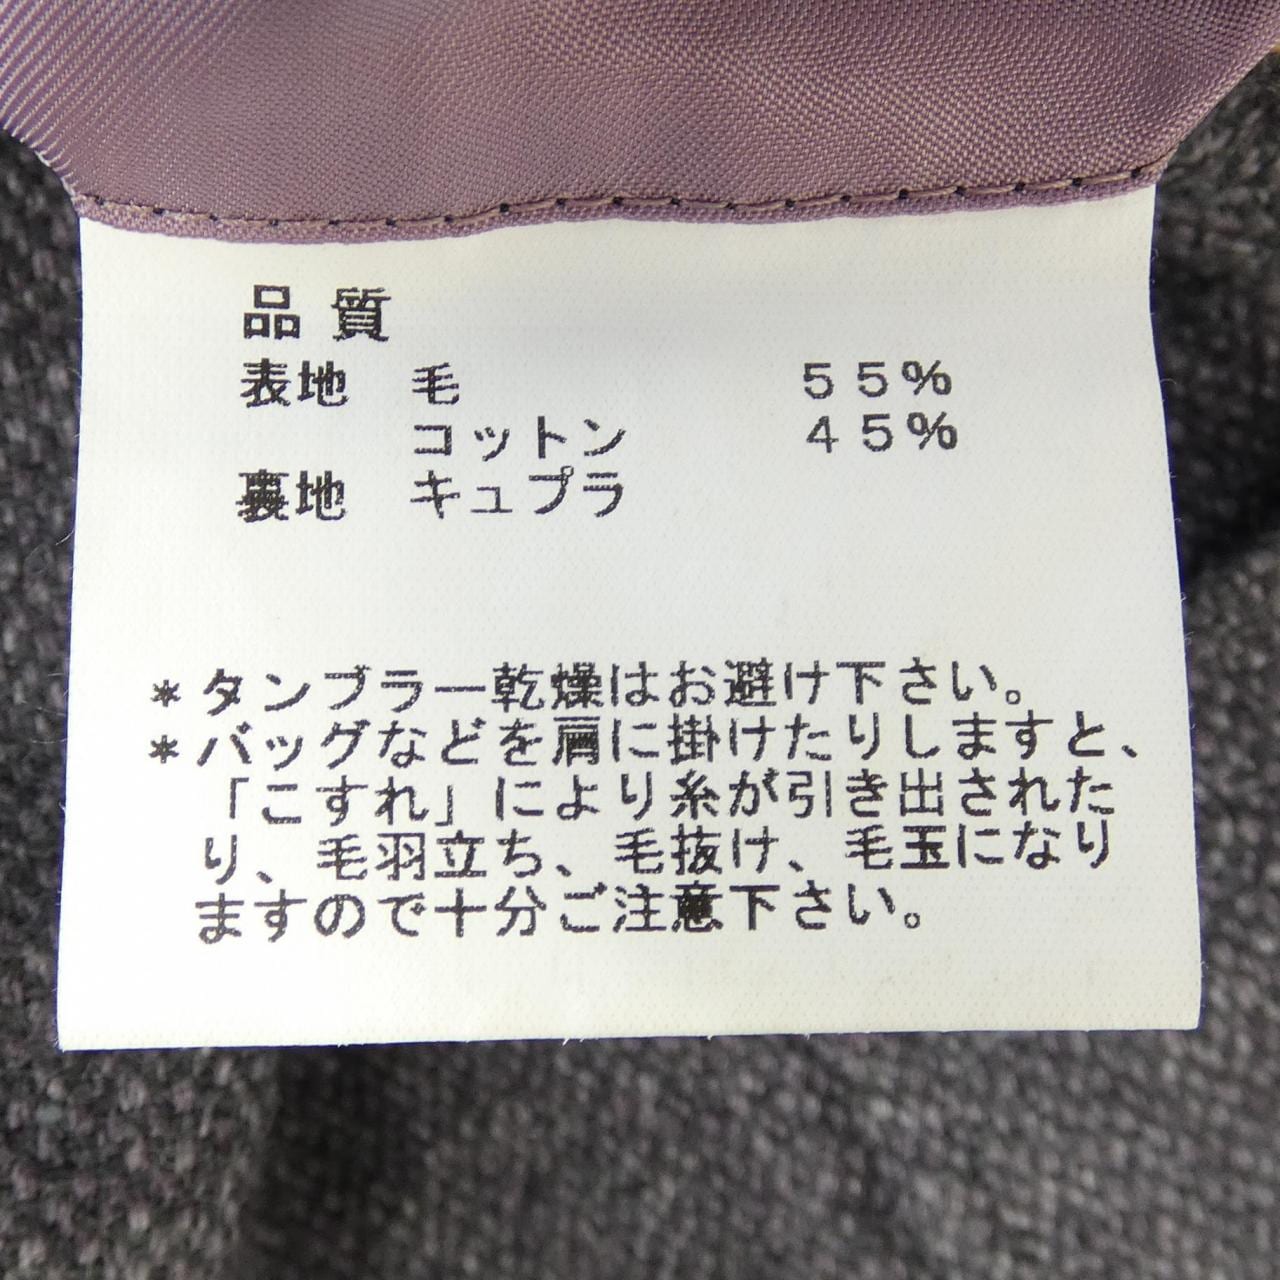 品質
表地 毛 55%
コットン 45%
裏地 キュプラ
*タンブラー乾燥はお避け下さい。
*バッグなどを肩に掛けたりしますと、
「こすれ」により糸が引き出された
り、毛羽立ち、毛抜け、毛玉になり
ますので十分ご注意下さい。